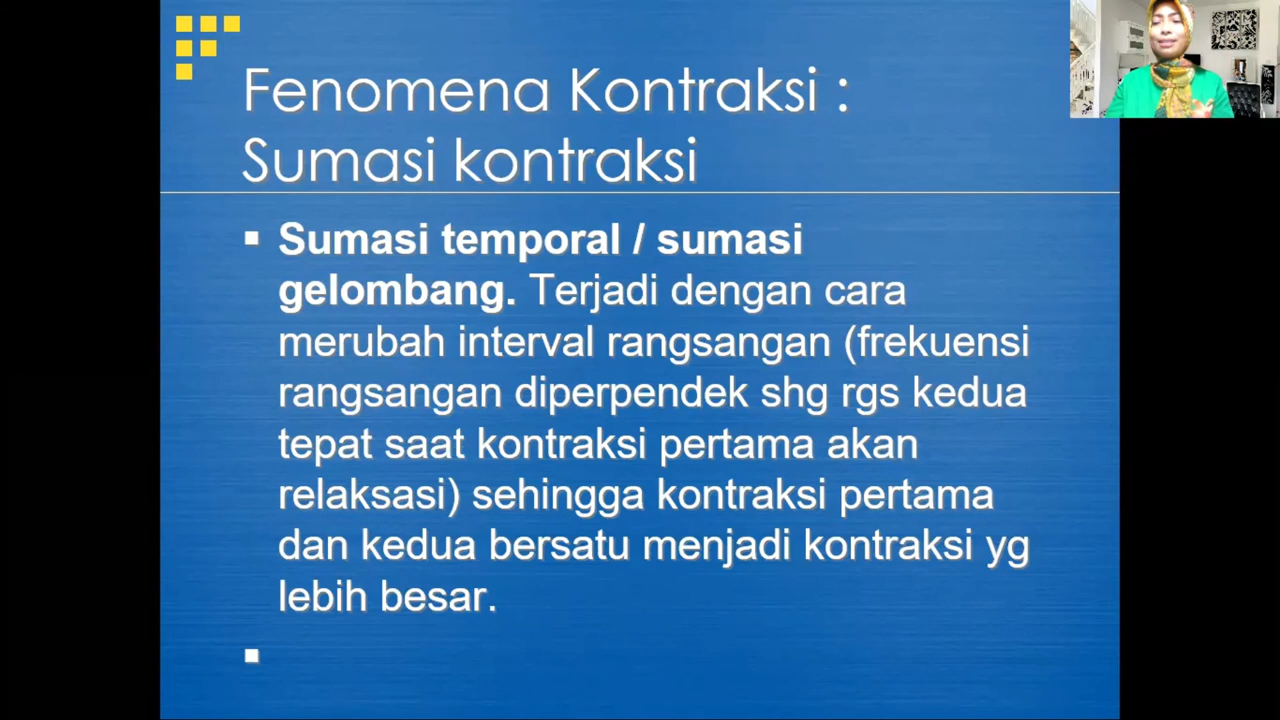 Fenomena Kontraksi :
Sumasi kontraksi
Sumasi temporal / sumasi
gelombang. Terjadi dengan cara
merubah interval rangsangan (frekuensi
rangsangan diperpendek shg rgs kedua
tepat saat kontraksi pertama akan
relaksasi) sehingga kontraksi pertama
dan kedua bersatu menjadi kontraksi yg
lebih besar.